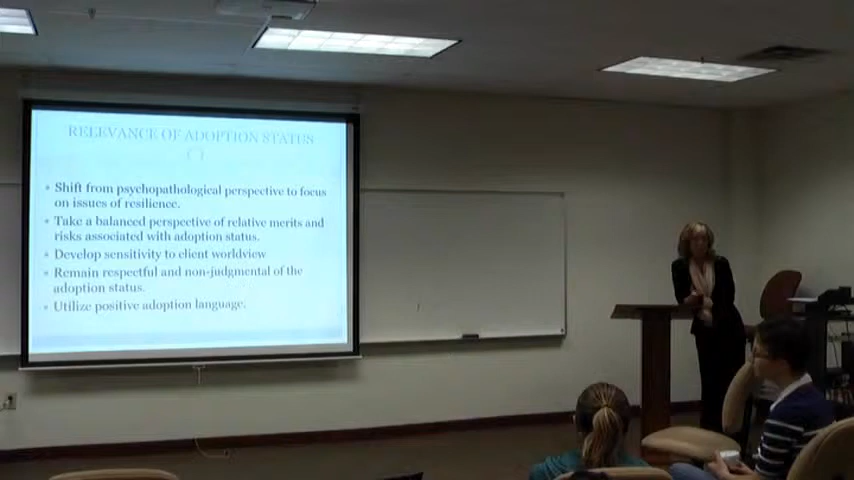 RELEVANCE OF ADOPTION STATUS
• Shift from psychopathological perspective to focus
on issues of resilience.
• Take a balanced perspective of relative merits and
risks associated with adoption status.
• Develop sensitivity to client worldview
• Remain respectful and non-judgmental of the
adoption status.
• Utilize positive adoption language.